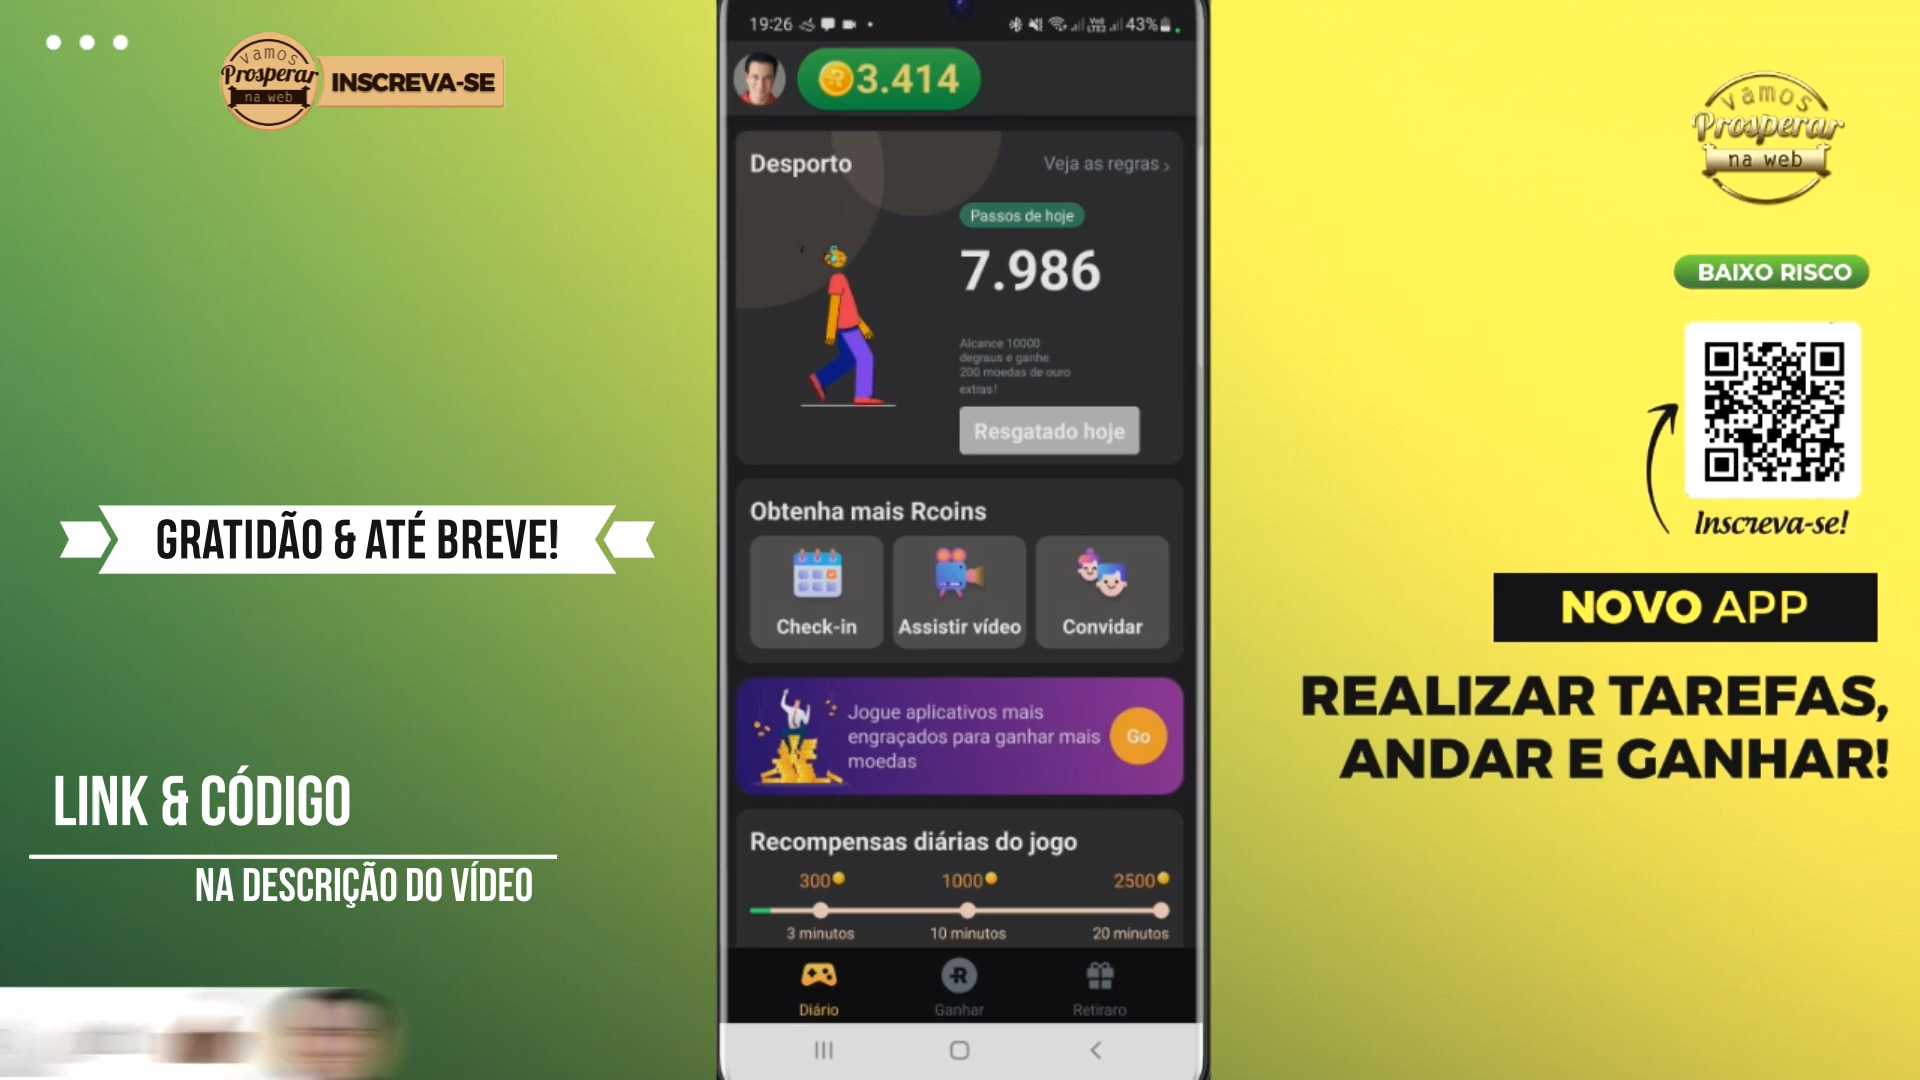 vamos
Prosperar
na web
INSCREVA-SE
GRATIDÃO & ATÉ BREVE!
LINK & CÓDIGO
NA DESCRIÇÃO DO VÍDEO
19:26
43%
3.414
Desporto
Veja as regras ›
Passos de hoje
7.986
Alcance 10000
degraus e ganhe
200 moedas de ouro
extras!
Resgatado hoje
Obtenha mais Rcoins
Check-in
Assistir vídeo
Convidar
Jogue aplicativos mais
engraçados para ganhar mais
moedas
Go
Recompensas diárias do jogo
300
1000
2500
3 minutos
10 minutos
20 minutos
Diário
Ganhar
Retiraro
vamos
Prosperar
na web
BAIXO RISCO
Inscreva-se!
NOVO APP
REALIZAR TAREFAS,
ANDAR E GANHAR!